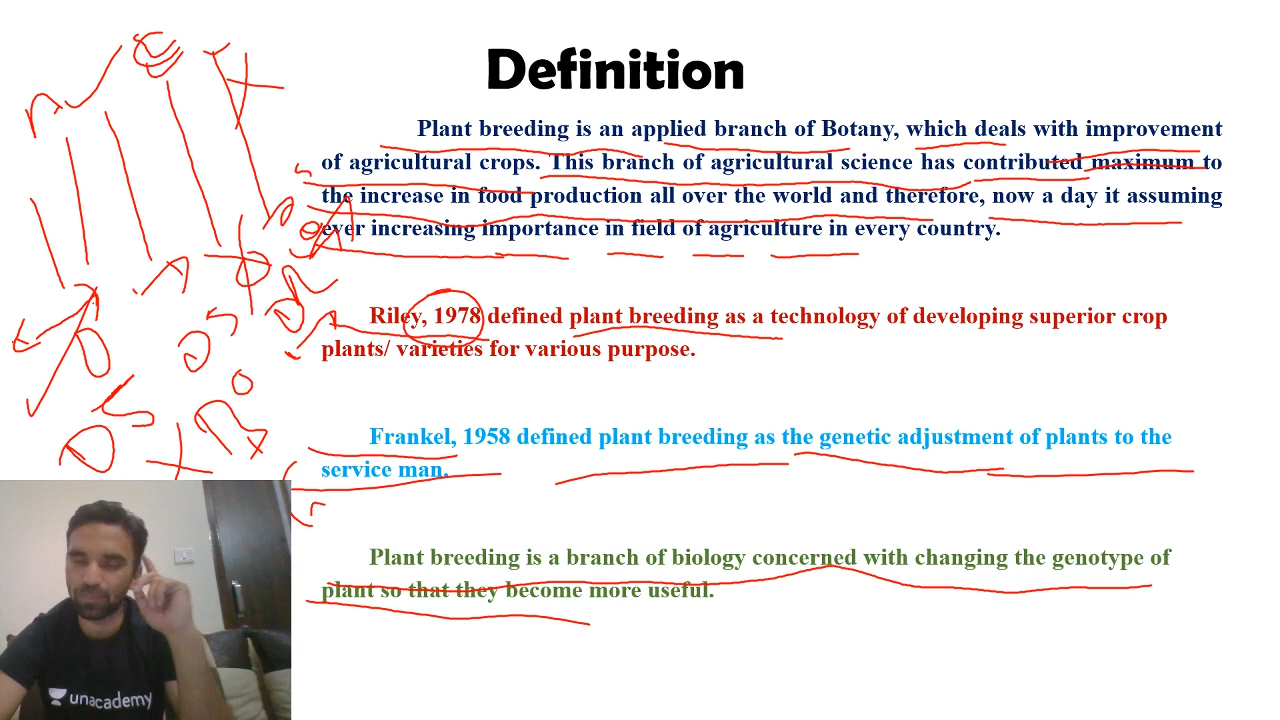 Definition
Plant breeding is an applied branch of Botany, which deals with improvement
of agricultural crops. This branch of agricultural science has contributed maximum to
the increase in food production all over the world and therefore, now a day it assuming
ever increasing importance in field of agriculture in every country.
Riley, 1978 defined plant breeding as a technology of developing superior crop
plants/ varieties for various purpose.
Frankel, 1958 defined plant breeding as the genetic adjustment of plants to the
service man.
Plant breeding is a branch of biology concerned with changing the genotype of
plant so that they become more useful.
unacademy